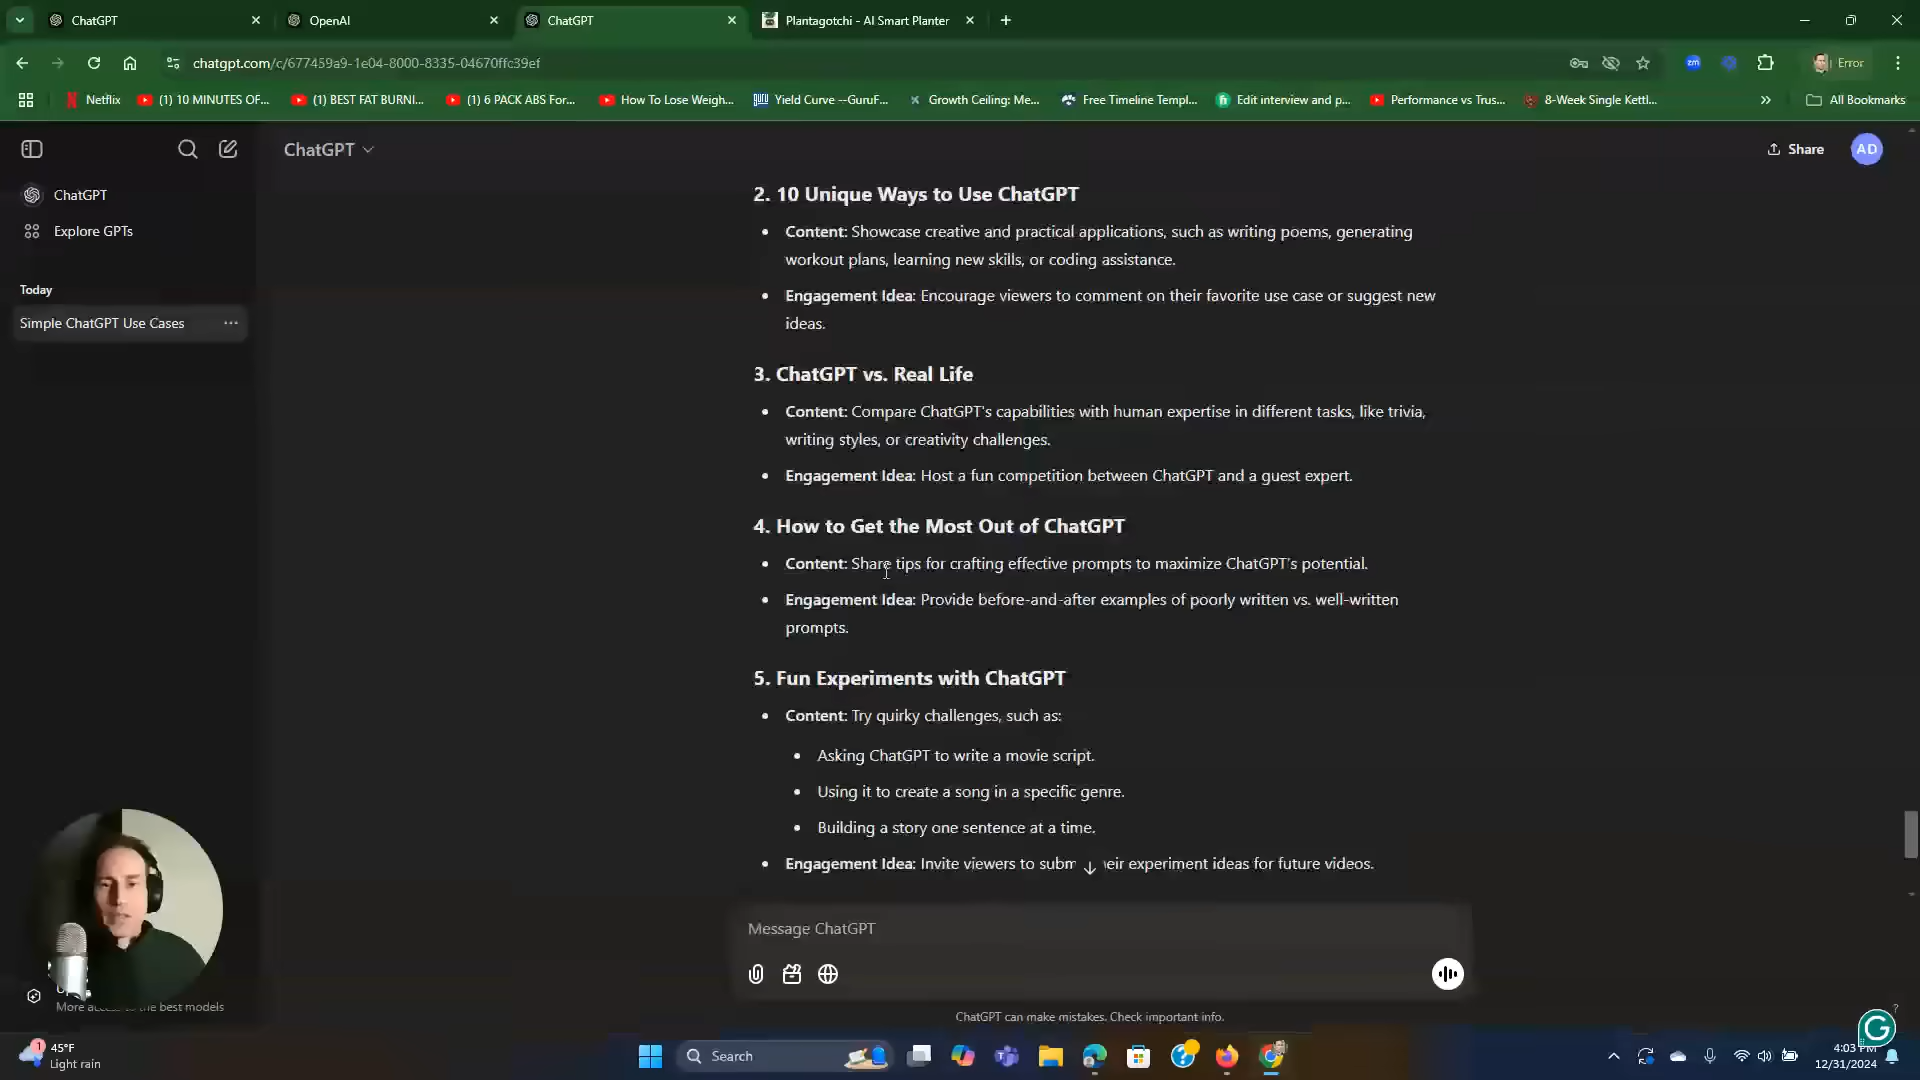 ChatGPT
OpenAI
ChatGPT
Plantagotchi - AI Smart Planter
chatgpt.com/c/677459a9-1e04-8000-8335-04670ffc39ef
zm
Error
Netflix
(1) 10 MINUTES OF...
(1) BEST FAT BURNI...
(1) 6 PACK ABS For...
How To Lose Weigh...
Yield Curve --GuruF...
Growth Ceiling: Me...
Free Timeline Templ...
Edit interview and p...
Performance vs Trus...
8-Week Single Kettl...
All Bookmarks
ChatGPT
Share
AD
ChatGPT
Explore GPTs
Today
Simple ChatGPT Use Cases
2. 10 Unique Ways to Use ChatGPT
Content: Showcase creative and practical applications, such as writing poems, generating
workout plans, learning new skills, or coding assistance.
Engagement Idea: Encourage viewers to comment on their favorite use case or suggest new
ideas.
3. ChatGPT vs. Real Life
Content: Compare ChatGPT's capabilities with human expertise in different tasks, like trivia,
writing styles, or creativity challenges.
Engagement Idea: Host a fun competition between ChatGPT and a guest expert.
4. How to Get the Most Out of ChatGPT
Content: Share tips for crafting effective prompts to maximize ChatGPT's potential.
Engagement Idea: Provide before-and-after examples of poorly written vs. well-written
prompts.
5. Fun Experiments with ChatGPT
Content: Try quirky challenges, such as:
Asking ChatGPT to write a movie script.
Using it to create a song in a specific genre.
Building a story one sentence at a time.
Engagement Idea: Invite viewers to subm heir experiment ideas for future videos.
Message ChatGPT
More access to the best models
ChatGPT can make mistakes. Check important info.
?
G
1
45°F
Light rain
Search
4:03 PM
12/31/2024